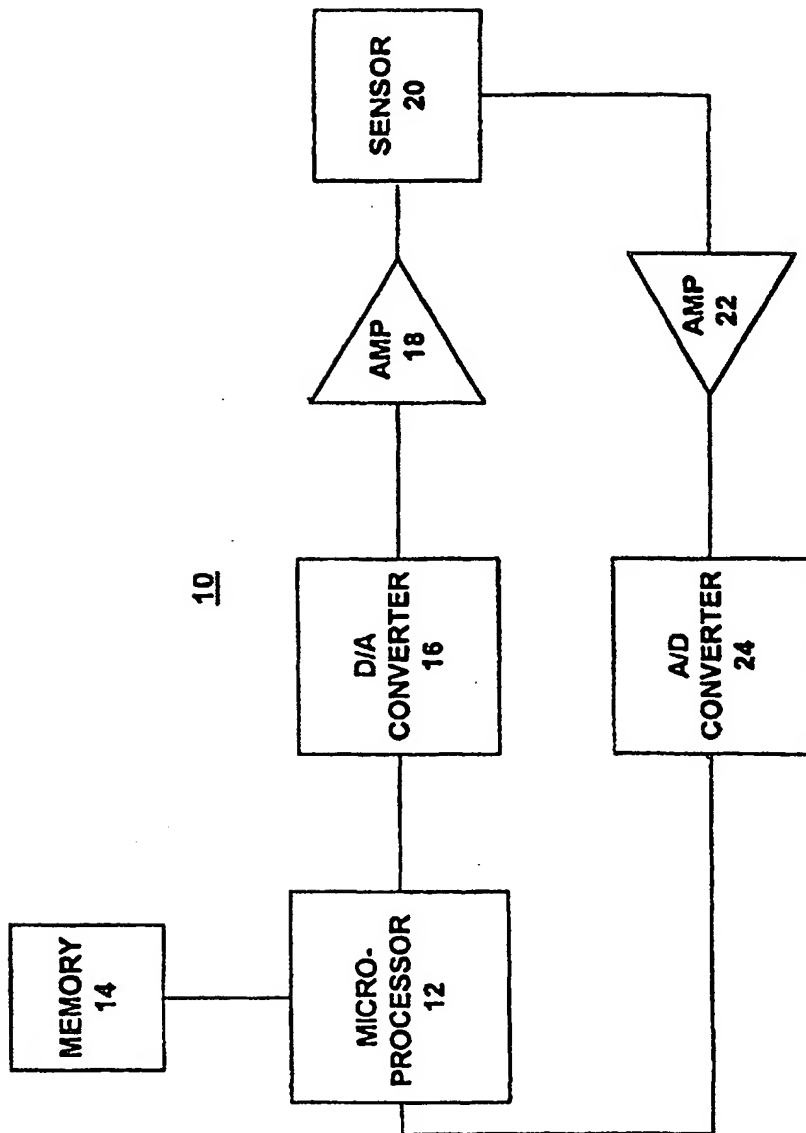 MEMORY
14
MICRO-
PROCESSOR
12
10
D/A
CONVERTER
16
AMP
18
SENSOR
20
A/D
CONVERTER
24
AMP
22